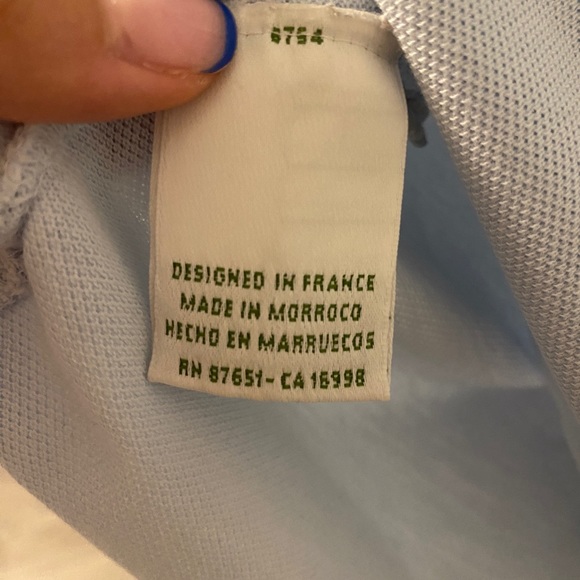 6754
DESIGNED IN FRANCE
MADE IN MORROCO
HECHO EN MARRUECOS
RN 87651- CA 16998